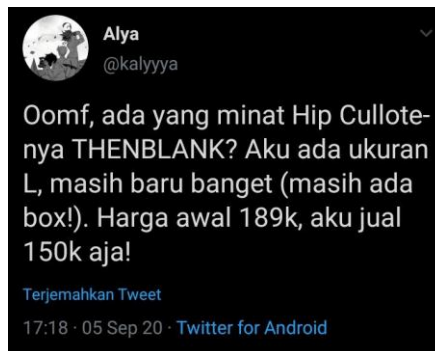 Alya
@kalyyya
Oomf, ada yang minat Hip Cullote-
nya THENBLANK? Aku ada ukuran
L, masih baru banget (masih ada
box!). Harga awal 189k, aku jual
150k aja!
Terjemahkan Tweet
17:18 · 05 Sep 20 · Twitter for Android